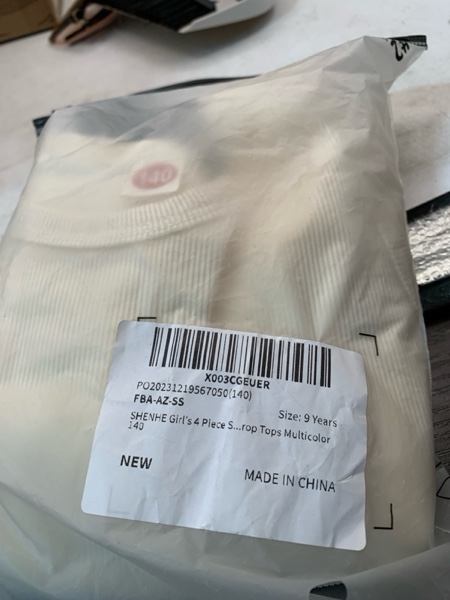 140
X003CGEUER
PO20231219567050(140)
FBA-AZ-SS
Size: 9 Years
SHENHE Girl's 4 Piece S...rop Tops Multicolor
140
NEW
MADE IN CHINA